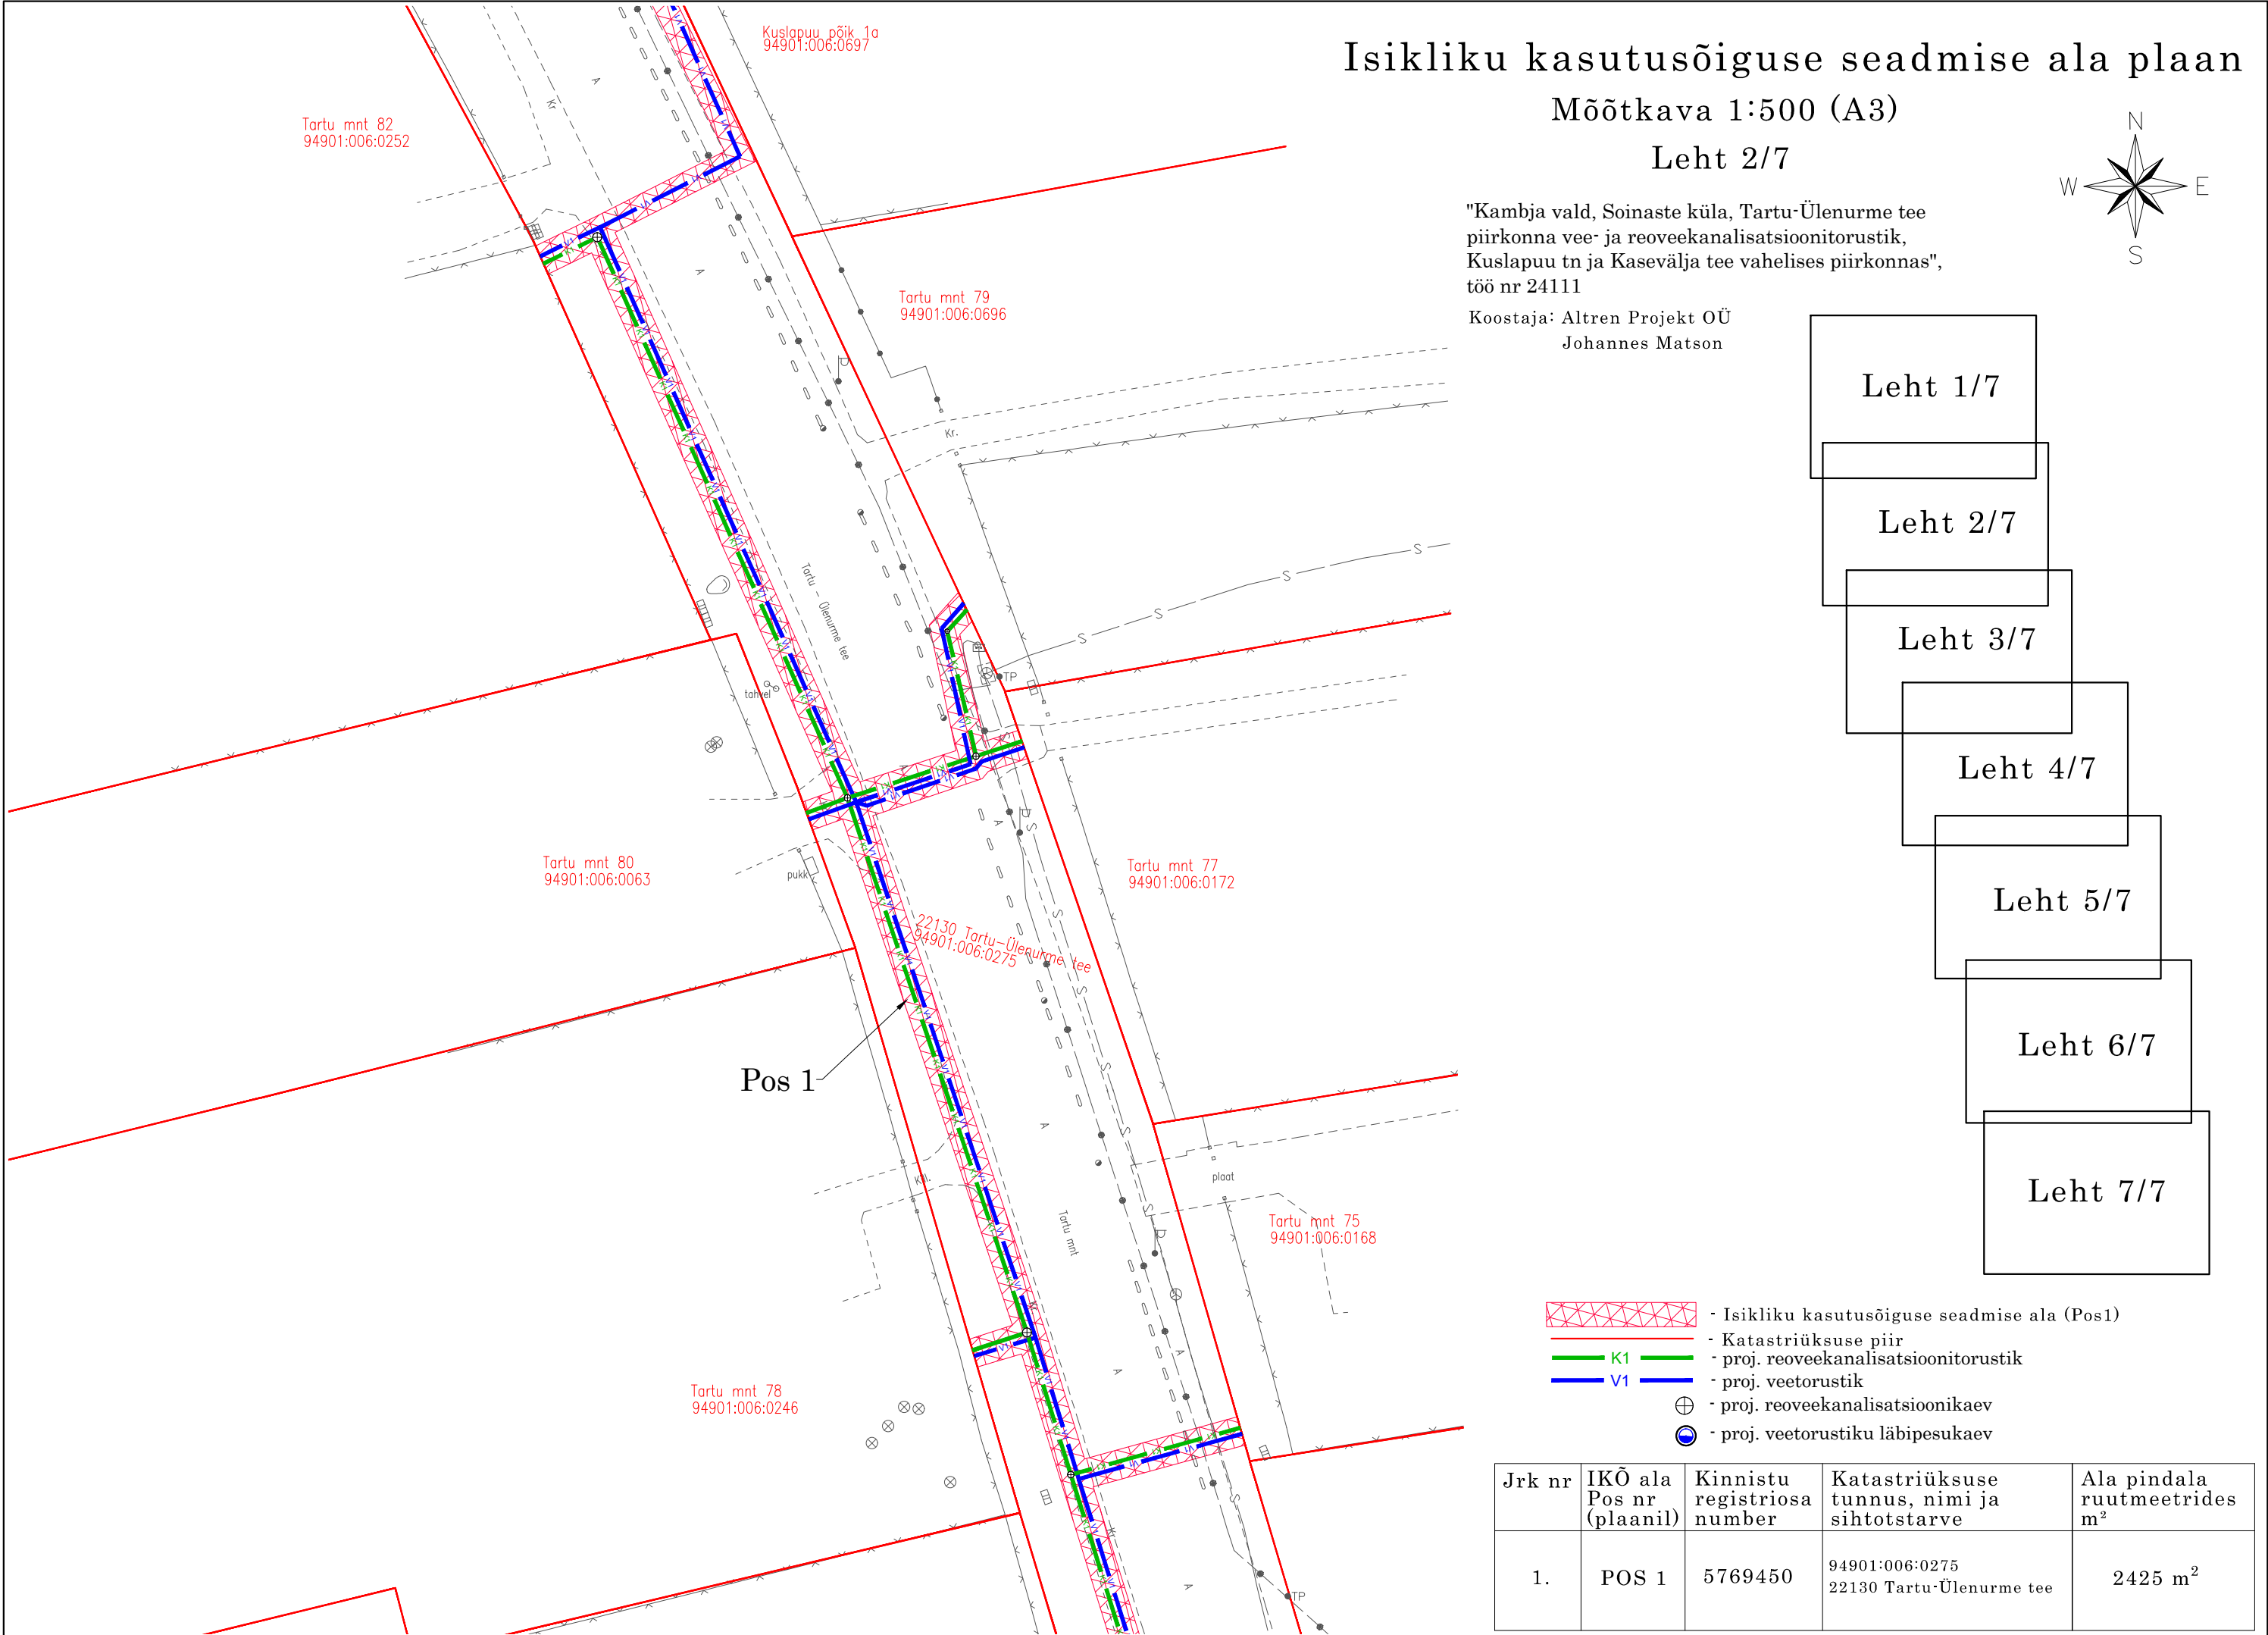 Isikliku kasutusõiguse seadmise ala plaan
Mõõtkava 1:500 (A3)
Leht 2/7
"Kambja vald, Soinaste küla, Tartu-Ülenurme tee
piirkonna vee- ja reoveekanalisatsioonitorustik,
Kuslapuu tn ja Kasevälja tee vahelises piirkonnas",
töö nr 24111
Koostaja: Altren Projekt OÜ
Johannes Matson
N
W
E
S
Leht 1/7
Leht 2/7
Leht 3/7
Leht 4/7
Leht 5/7
Leht 6/7
Leht 7/7
Kuslapuu põik 1a
94901:006:0697
Tartu mnt 82
94901:006:0252
Tartu mnt 79
94901:006:0696
Kr
Kr.
Tartu - Ülenurme tee
tahvel
TP
Tartu mnt 80
94901:006:0063
pukk
Tartu mnt 77
94901:006:0172
22130 Tartu-Ülenurme tee
94901:006:0275
Pos 1
plaat
Tartu mnt
Tartu mnt 75
94901:006:0168
Tartu mnt 78
94901:006:0246
Kr
TP
- Isikliku kasutusõiguse seadmise ala (Pos1)
- Katastriüksuse piir
K1 - proj. reoveekanalisatsioonitorustik
V1 - proj. veetorustik
- proj. reoveekanalisatsioonikaev
- proj. veetorustiku läbipesukaev
Jrk nr
IKÕ ala
Pos nr
(plaanil)
Kinnistu
registriosa
number
Katastriüksuse
tunnus, nimi ja
sihtotstarve
Ala pindala
ruutmeetrides
m²
1.
POS 1
5769450
94901:006:0275
22130 Tartu-Ülenurme tee
2425 m²